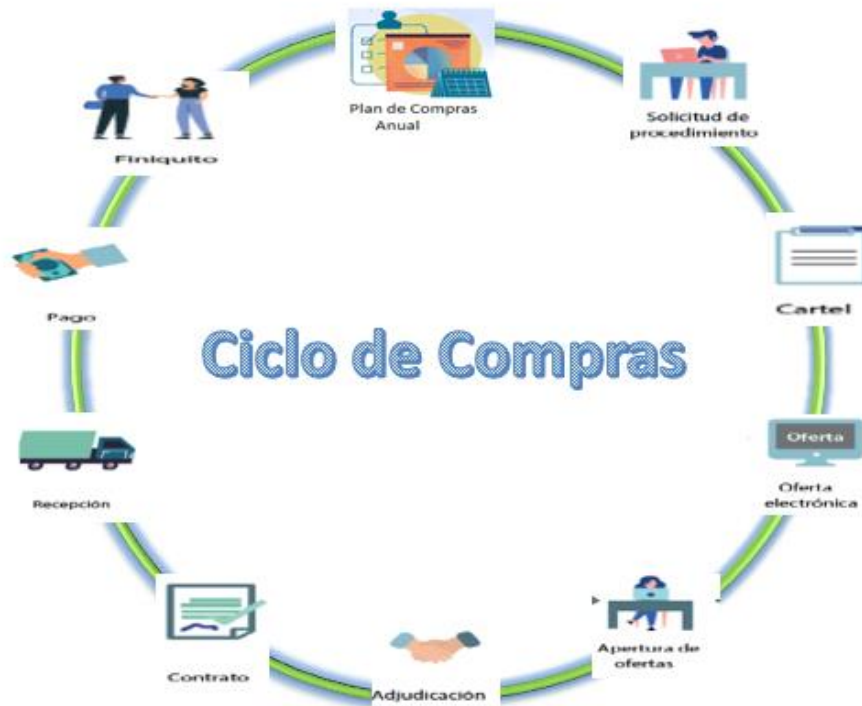 Plan de Compras
Anual
Solicitud de
procedimiento
Cartel
Oferta
Oferta
electrónica
Apertura de
ofertas
Adjudicación
Contrato
Recepción
Pago
Finiquito
Ciclo de Compras